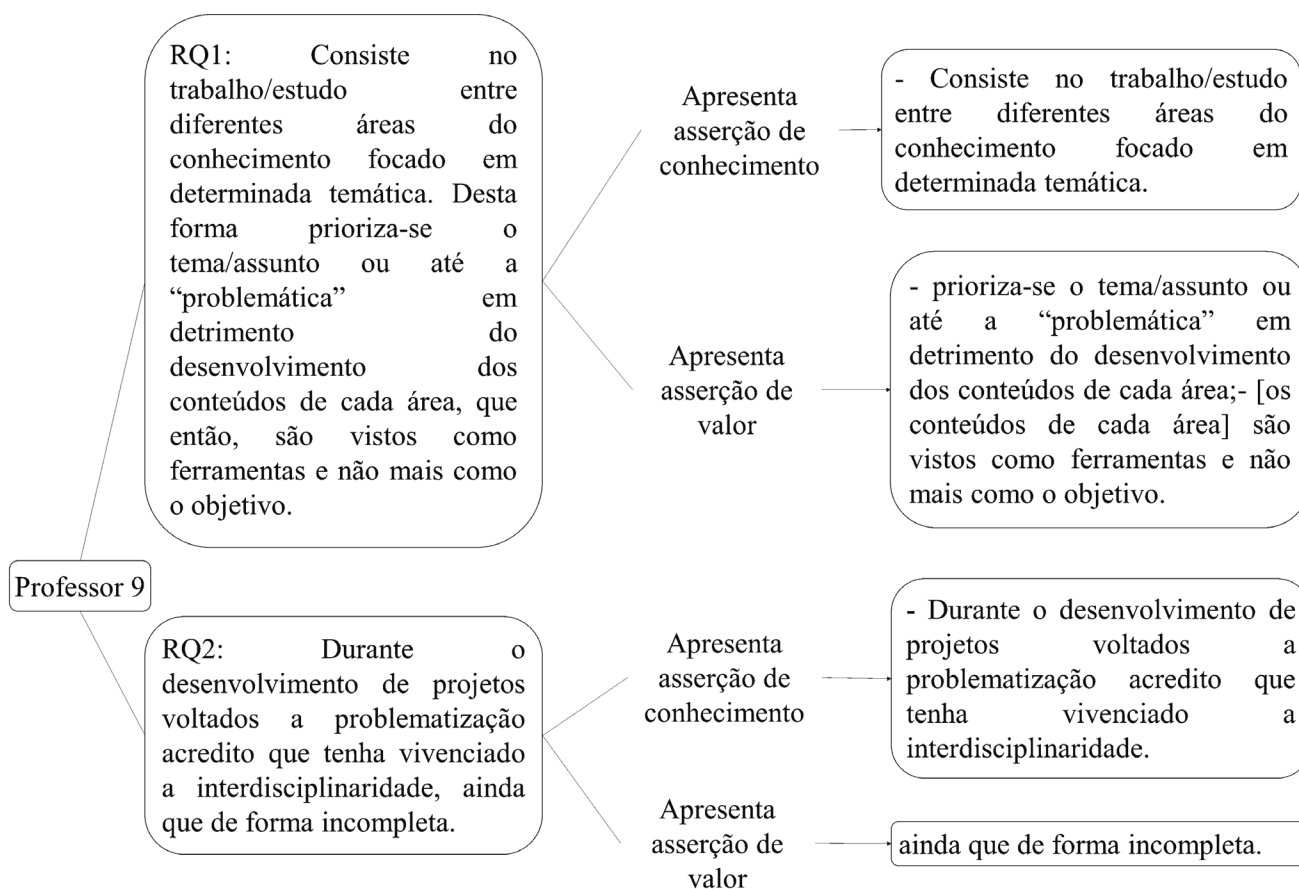 RQ1: Consiste no
trabalho/estudo entre
diferentes áreas do
conhecimento focado em
determinada temática. Desta
forma prioriza-se o
tema/assunto ou até a
“problemática” em
detrimento do
desenvolvimento dos
conteúdos de cada área, que
então, são vistos como
ferramentas e não mais como
o objetivo.
Apresenta
asserção de
conhecimento
- Consiste no trabalho/estudo
entre diferentes áreas do
conhecimento focado em
determinada temática.
Apresenta
asserção de
valor
- prioriza-se o tema/assunto ou
até a “problemática” em
detrimento do desenvolvimento
dos conteúdos de cada área;- [os
conteúdos de cada área] são
vistos como ferramentas e não
mais como o objetivo.
Professor 9
RQ2: Durante o
desenvolvimento de projetos
voltados a problematização
acredito que tenha vivenciado
a interdisciplinaridade, ainda
que de forma incompleta.
Apresenta
asserção de
conhecimento
- Durante o desenvolvimento de
projetos voltados a
problematização acredito que
tenha vivenciado a
interdisciplinaridade.
Apresenta
asserção de
valor
ainda que de forma incompleta.